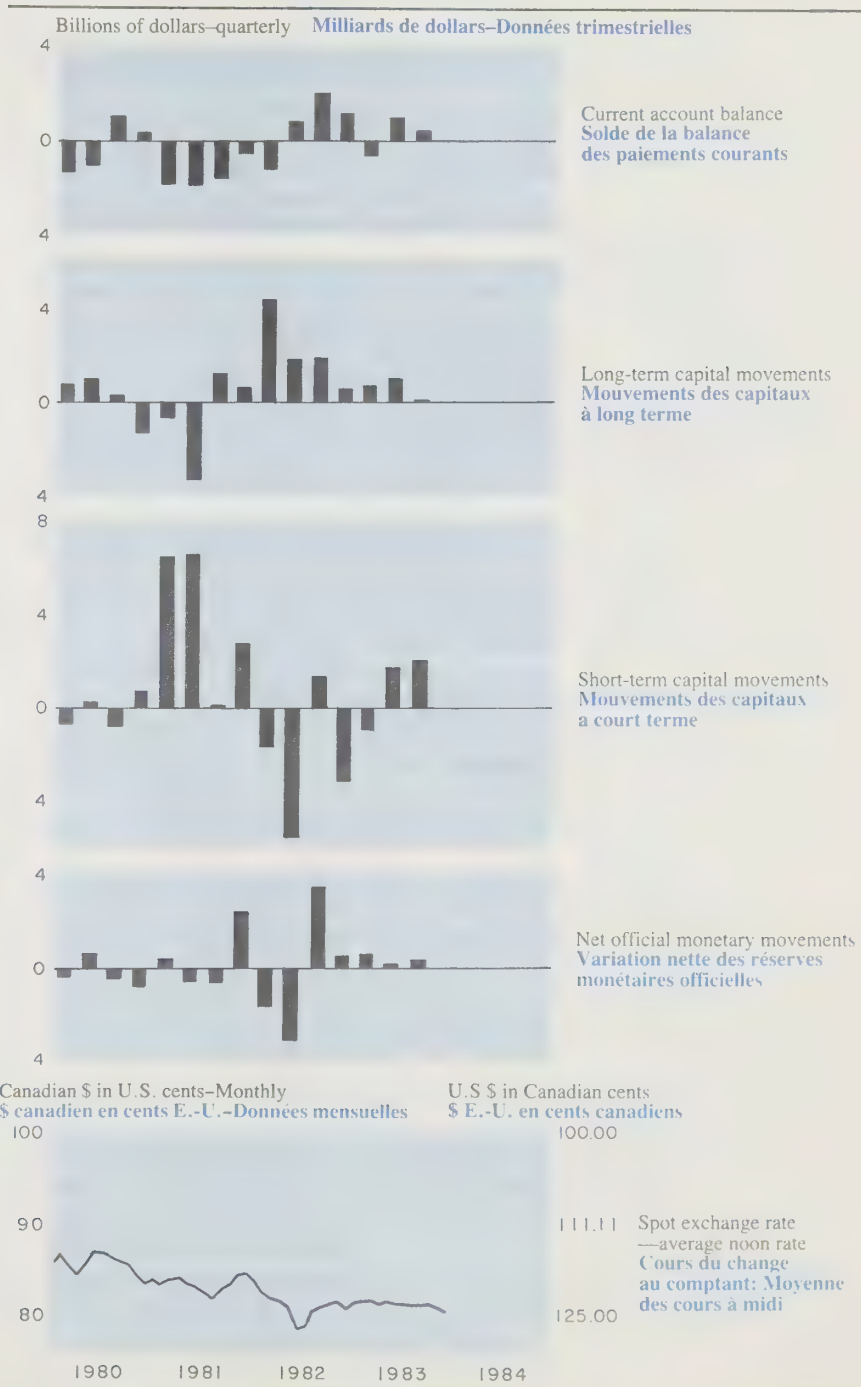 Billions of dollars–quarterly Milliards de dollars–Données trimestrielles
4
0
4
Current account balance
Solde de la balance
des paiements courants
4
0
4
Long-term capital movements
Mouvements des capitaux
à long terme
8
4
0
4
Short-term capital movements
Mouvements des capitaux
a court terme
4
0
4
Net official monetary movements
Variation nette des réserves
monétaires officielles
Canadian $ in U.S. cents–Monthly
$ canadien en cents E.-U.–Données mensuelles
U.S $ in Canadian cents
$ E.-U. en cents canadiens
100 100.00
90 111.11
80 125.00
Spot exchange rate
—average noon rate
Cours du change
au comptant: Moyenne
des cours à midi
1980 1981 1982 1983 1984